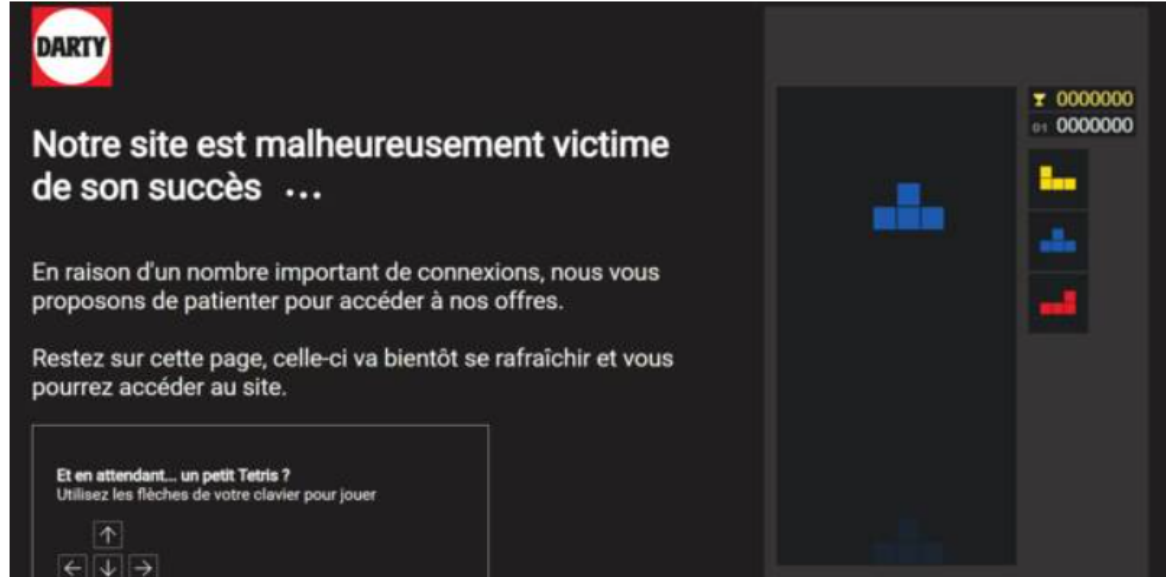 DARTY
Notre site est malheureusement victime
de son succès ...
En raison d'un nombre important de connexions, nous vous
proposons de patienter pour accéder à nos offres.
Restez sur cette page, celle-ci va bientôt se rafraîchir et vous
pourrez accéder au site.
Et en attendant... un petit Tetris ?
Utilisez les flèches de votre clavier pour jouer
↑
← ↓ →
0000000
01 0000000